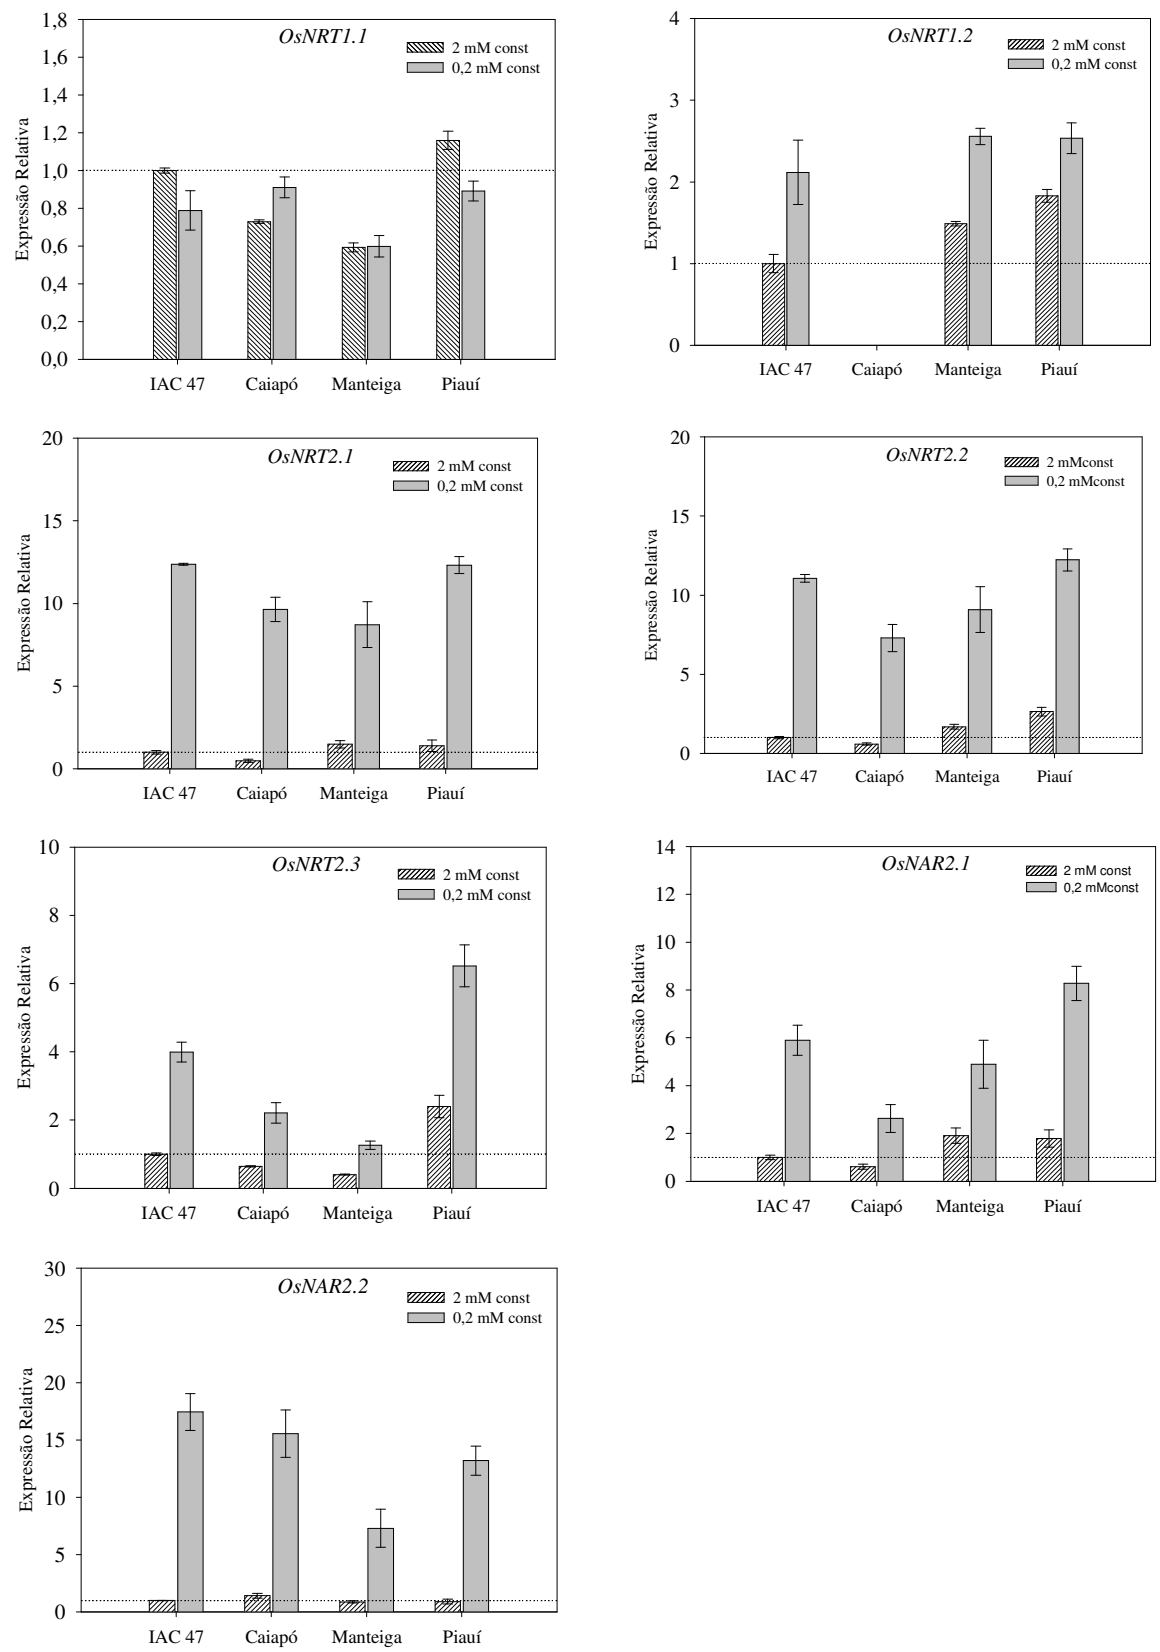 OsNRT1.1
2 mM const
0,2 mM const
Expressão Relativa
1,8
1,6
1,4
1,2
1,0
0,8
0,6
0,4
0,2
0,0
IAC 47 Caiapó Manteiga Piauí
OsNRT1.2
2 mM const
0,2 mM const
Expressão Relativa
4
3
2
1
0
IAC 47 Caiapó Manteiga Piauí
OsNRT2.1
2 mM const
0,2 mM const
Expressão Relativa
20
15
10
5
0
IAC 47 Caiapó Manteiga Piauí
OsNRT2.2
2 mMconst
0,2 mMconst
Expressão Relativa
20
15
10
5
0
IAC 47 Caiapó Manteiga Piauí
OsNRT2.3
2 mM const
0,2 mM const
Expressão Relativa
10
8
6
4
2
0
IAC 47 Caiapó Manteiga Piauí
OsNAR2.1
2 mM const
0,2 mMconst
Expressão Relativa
14
12
10
8
6
4
2
0
IAC 47 Caiapó Manteiga Piauí
OsNAR2.2
2 mM const
0,2 mM const
Expressão Relativa
30
25
20
15
10
5
0
IAC 47 Caiapó Manteiga Piauí